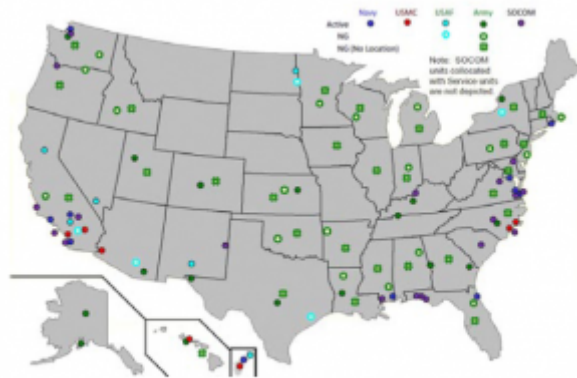 Navy USMC USAF Army SOCOM
Active
NG
NG (No Location)
Note: SOCOM
units collocated
with Service units
are not depicted.